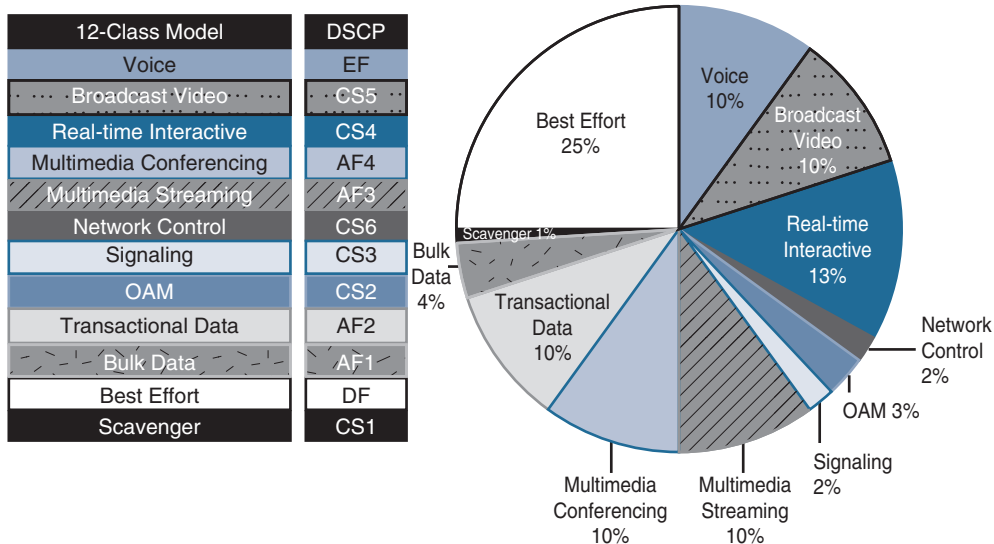 12-Class Model DSCP
Voice EF
Broadcast Video CS5
Real-time Interactive CS4
Multimedia Conferencing AF4
Multimedia Streaming AF3
Network Control CS6
Signaling CS3
OAM CS2
Transactional Data AF2
Bulk Data AF1
Best Effort DF
Scavenger CS1
Voice
10%
Broadcast
Video
10%
Real-time
Interactive
13%
Network
Control
2%
OAM 3%
Signaling
2%
Multimedia
Streaming
10%
Multimedia
Conferencing
10%
Transactional
Data
10%
Bulk
Data
4%
Scavenger 1%
Best Effort
25%